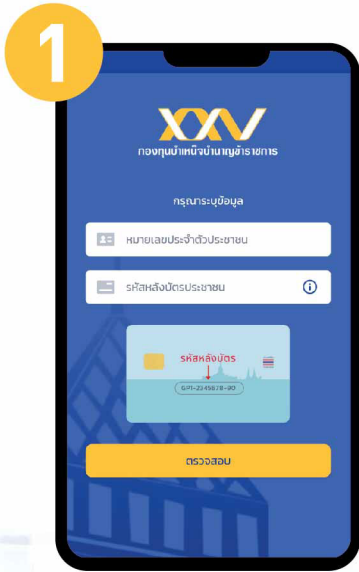 1
กองทุนบำเหน็จบำนาญข้าราชการ
กรุณาระบุข้อมูล
หมายเลขประจำตัวประชาชน
รหัสหลังบัตรประชาชน
รหัสหลังบัตร
ตรวจสอบ